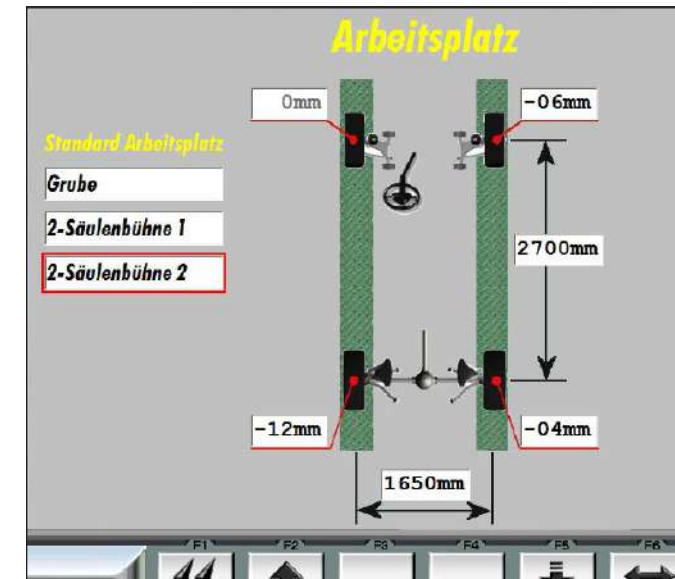 Arbeitsplatz
0mm
-06mm
Standard Arbeitsplatz
Grube
2-Säulenbühne 1
2-Säulenbühne 2
2700mm
-12mm
-04mm
1650mm
F1 F2 F3 F4 F5 F6